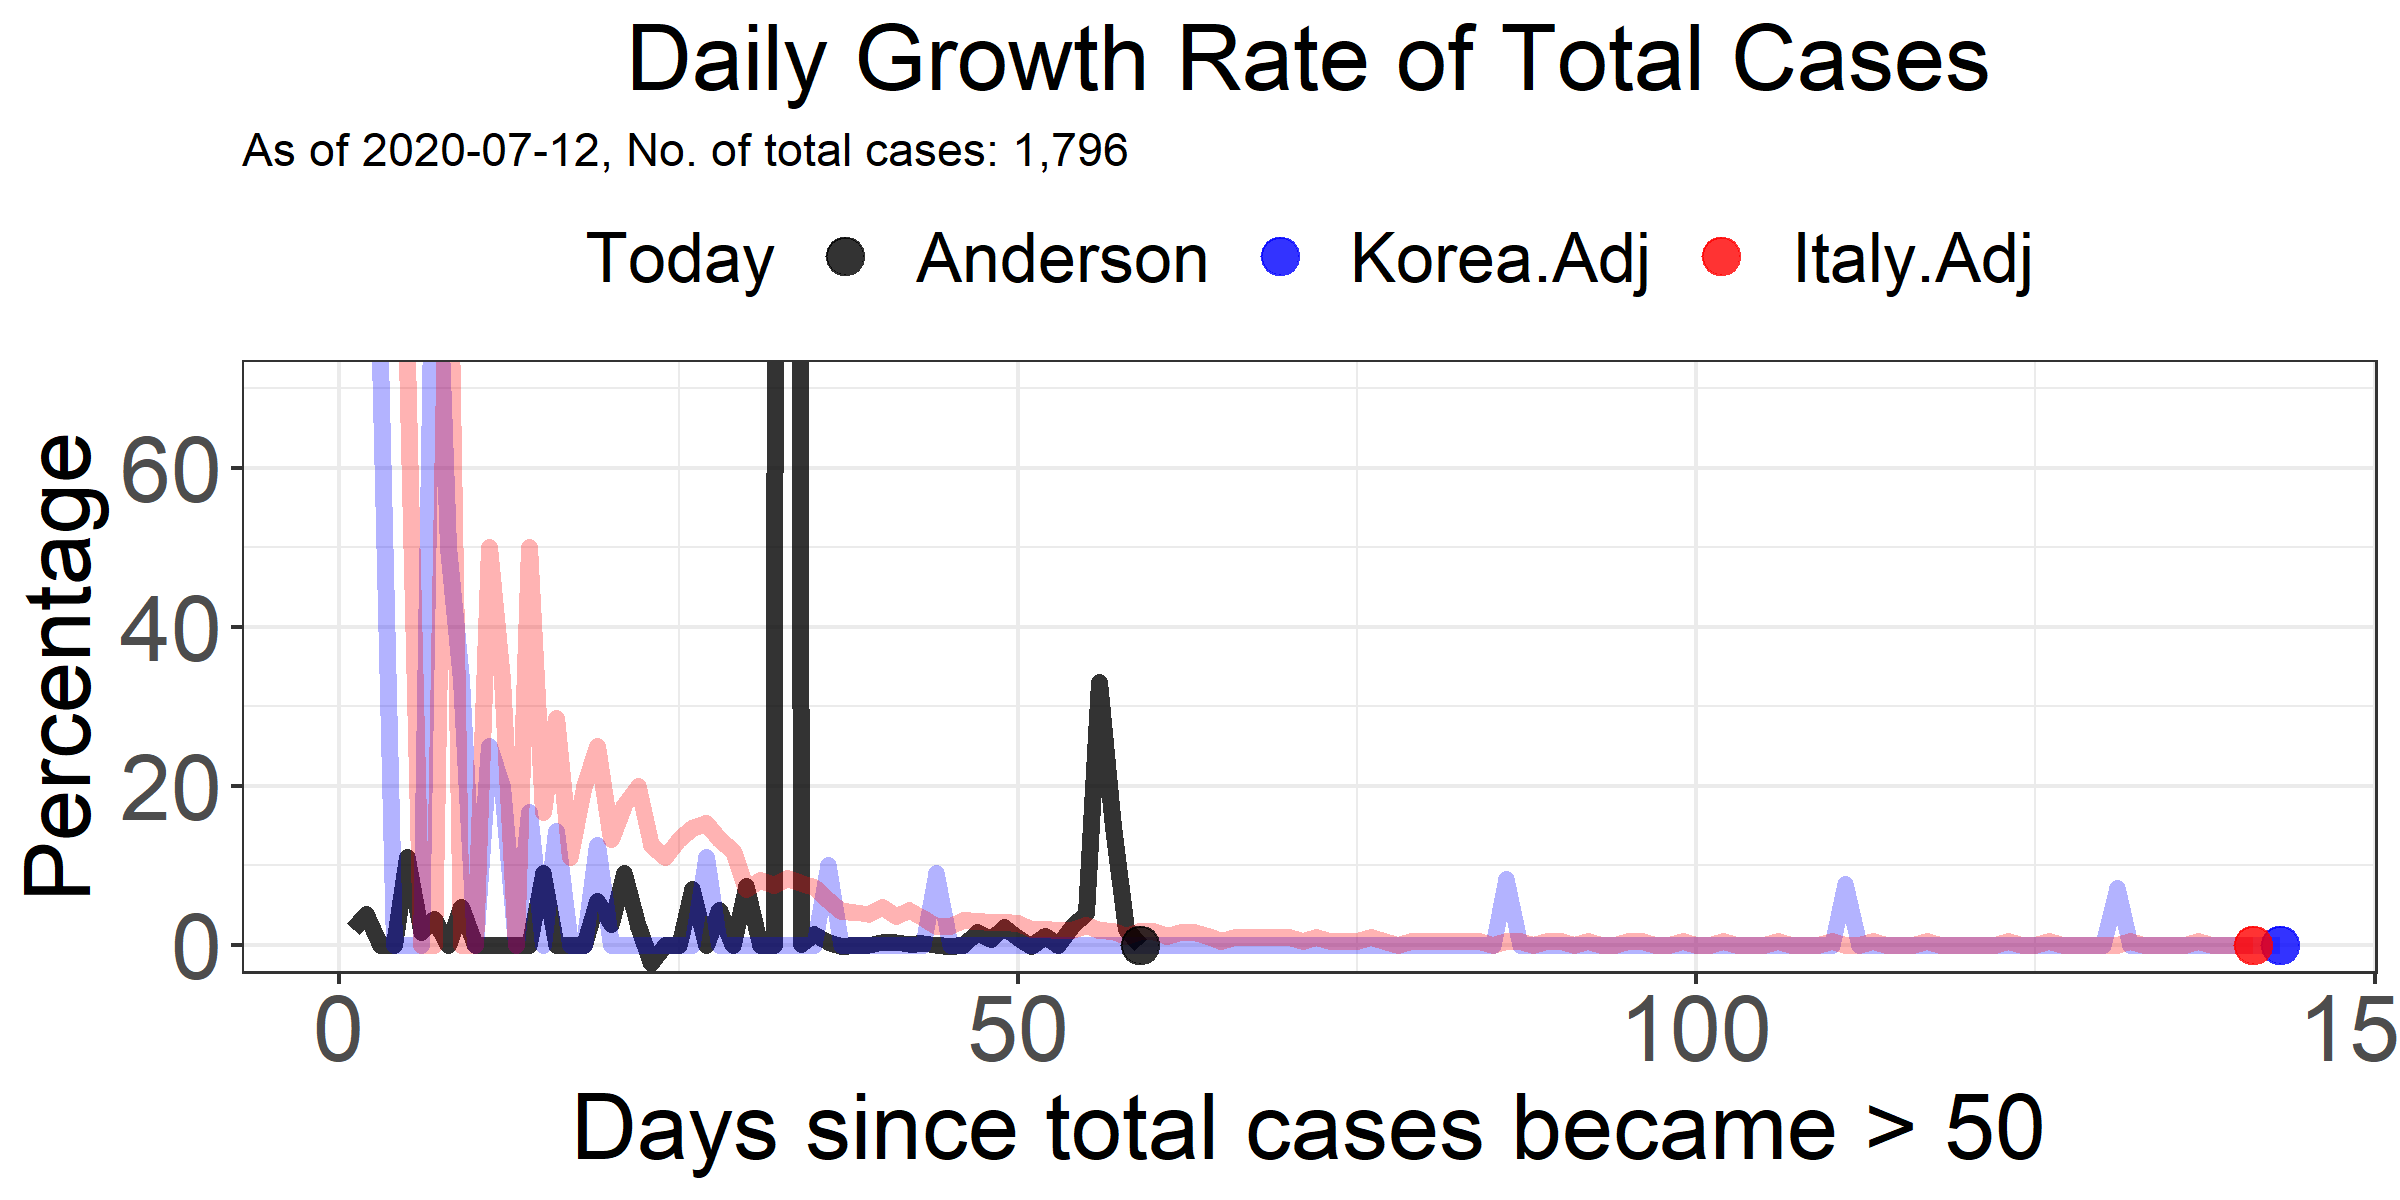 Daily Growth Rate of Total Cases
As of 2020-07-12, No. of total cases: 1,796
Today Anderson Korea.Adj Italy.Adj
Percentage
60
40
20
0
0 50 100 15
Days since total cases became > 50